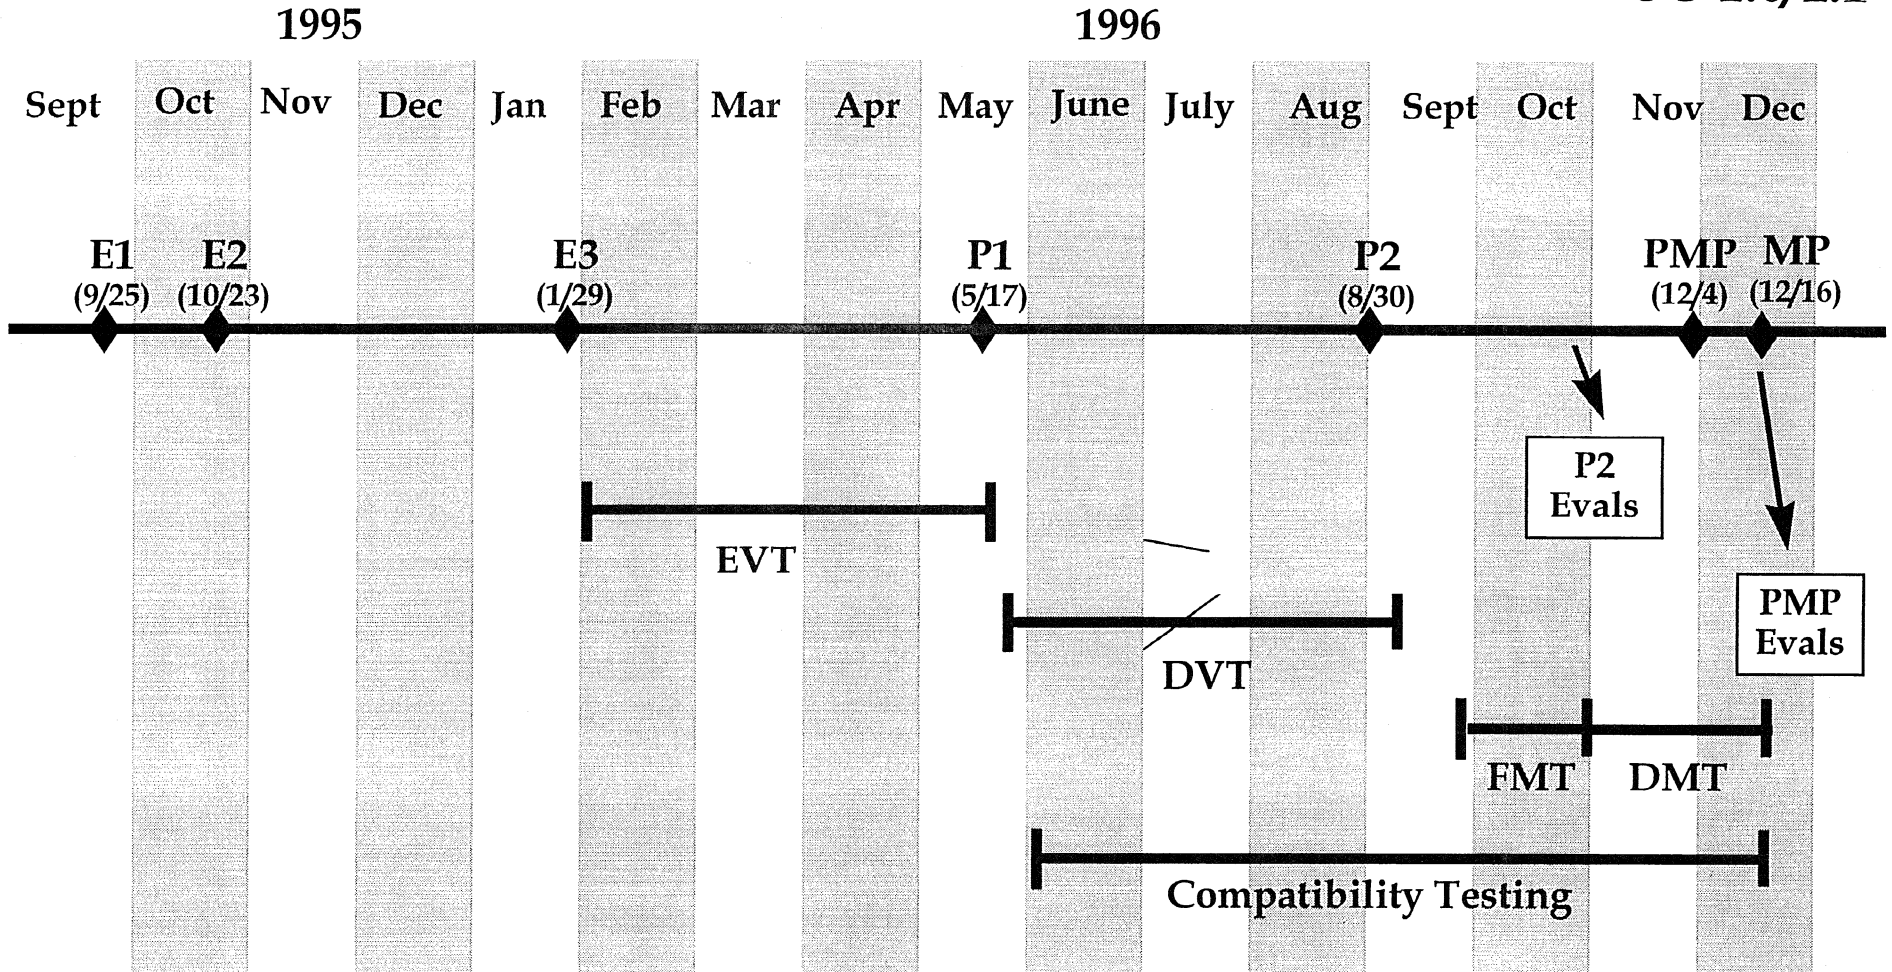 1995 1996
Sept Oct Nov Dec Jan Feb Mar Apr May June July Aug Sept Oct Nov Dec
E1 E2 E3 P1 P2 PMP MP
(9/25) (10/23) (1/29) (5/17) (8/30) (12/4) (12/16)
P2
Evals
EVT
PMP
Evals
DVT
FMT DMT
Compatibility Testing